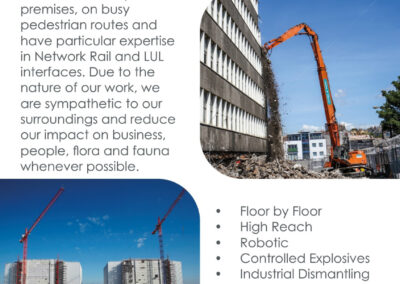 premises, on busy
pedestrian routes and
have particular expertise
in Network Rail and LUL
interfaces. Due to the
nature of our work, we
are sympathetic to our
surroundings and reduce
our impact on business,
people, flora and fauna
whenever possible.
• Floor by Floor
• High Reach
• Robotic
• Controlled Explosives
• Industrial Dismantling